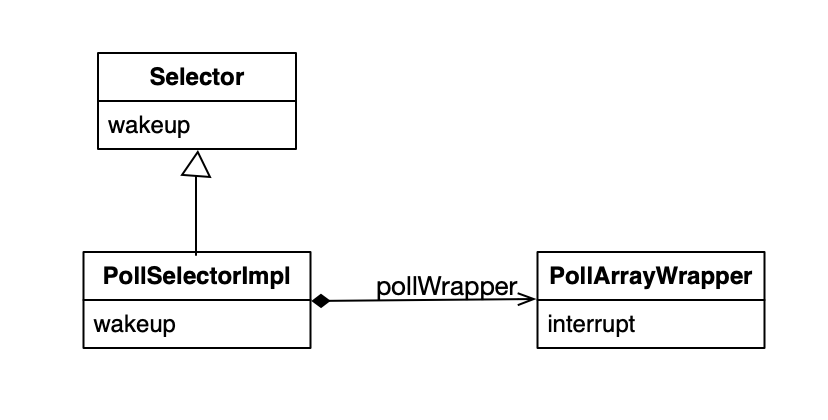 Selector
wakeup
PollSelectorImpl
wakeup
pollWrapper
PollArrayWrapper
interrupt